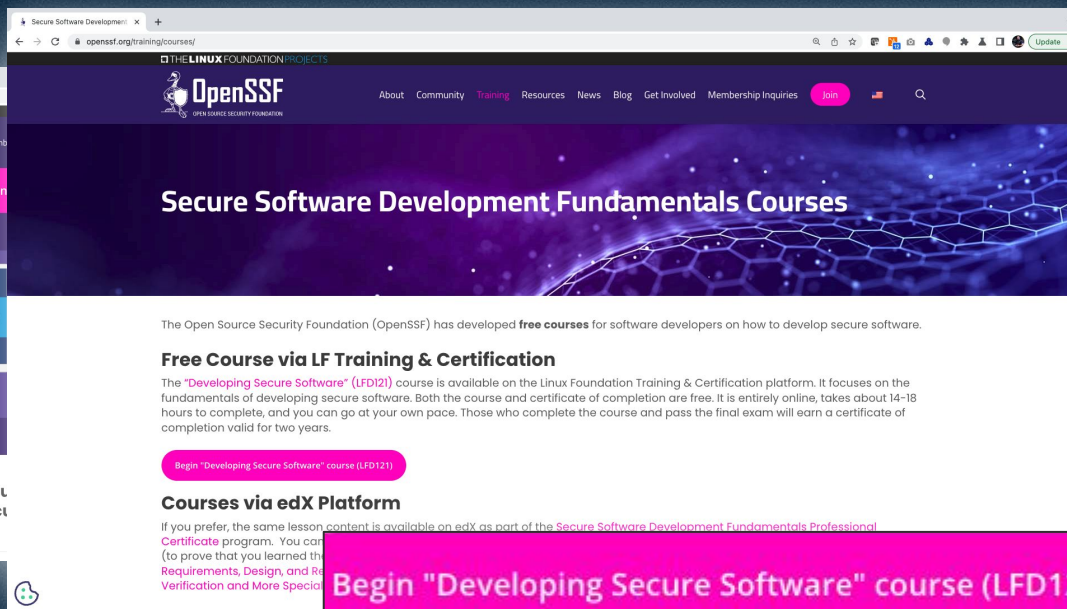 Secure Software Development
openssf.org/training/courses/
Update
THE LINUX FOUNDATION PROJECTS
OpenSSF
OPEN SOURCE SECURITY FOUNDATION
About Community Training Resources News Blog Get Involved Membership Inquiries Join
Secure Software Development Fundamentals Courses
The Open Source Security Foundation (OpenSSF) has developed free courses for software developers on how to develop secure software.
Free Course via LF Training & Certification
The “Developing Secure Software” (LFD121) course is available on the Linux Foundation Training & Certification platform. It focuses on the
fundamentals of developing secure software. Both the course and certificate of completion are free. It is entirely online, takes about 14-18
hours to complete, and you can go at your own pace. Those who complete the course and pass the final exam will earn a certificate of
completion valid for two years.
Begin "Developing Secure Software" course (LFD121)
Courses via edX Platform
If you prefer, the same lesson content is available on edX as part of the Secure Software Development Fundamentals Professional
Certificate program. You can
(to prove that you learned
Requirements, Design, and
Verification and More
Begin "Developing Secure Software" course (LFD1